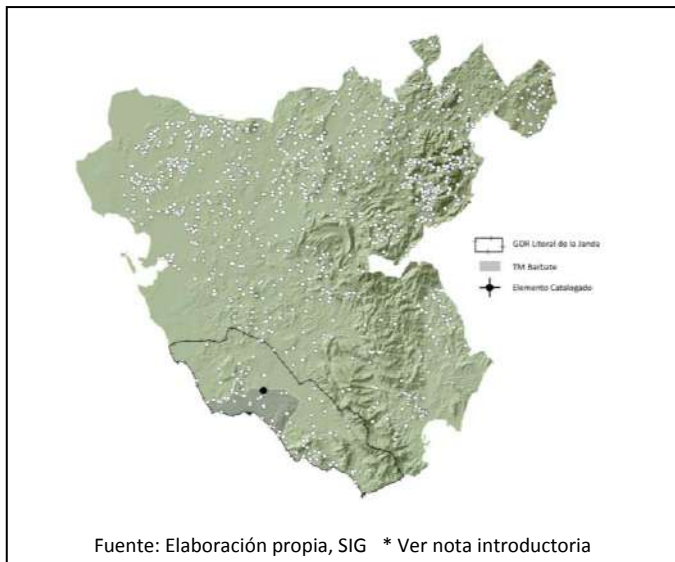 GDR Litoral de la Janda
TM Barbate
Elemento Catalogado
Fuente: Elaboración propia, SIG * Ver nota introductoria